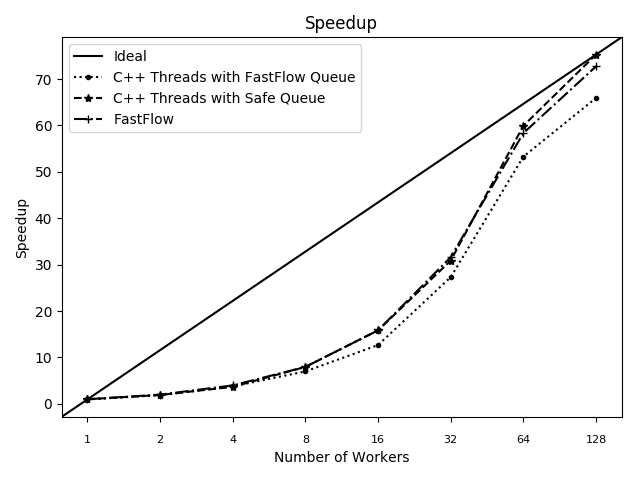 Speedup
Ideal
C++ Threads with FastFlow Queue
C++ Threads with Safe Queue
FastFlow
Speedup
70
60
50
40
30
20
10
0
1 2 4 8 16 32 64 128
Number of Workers